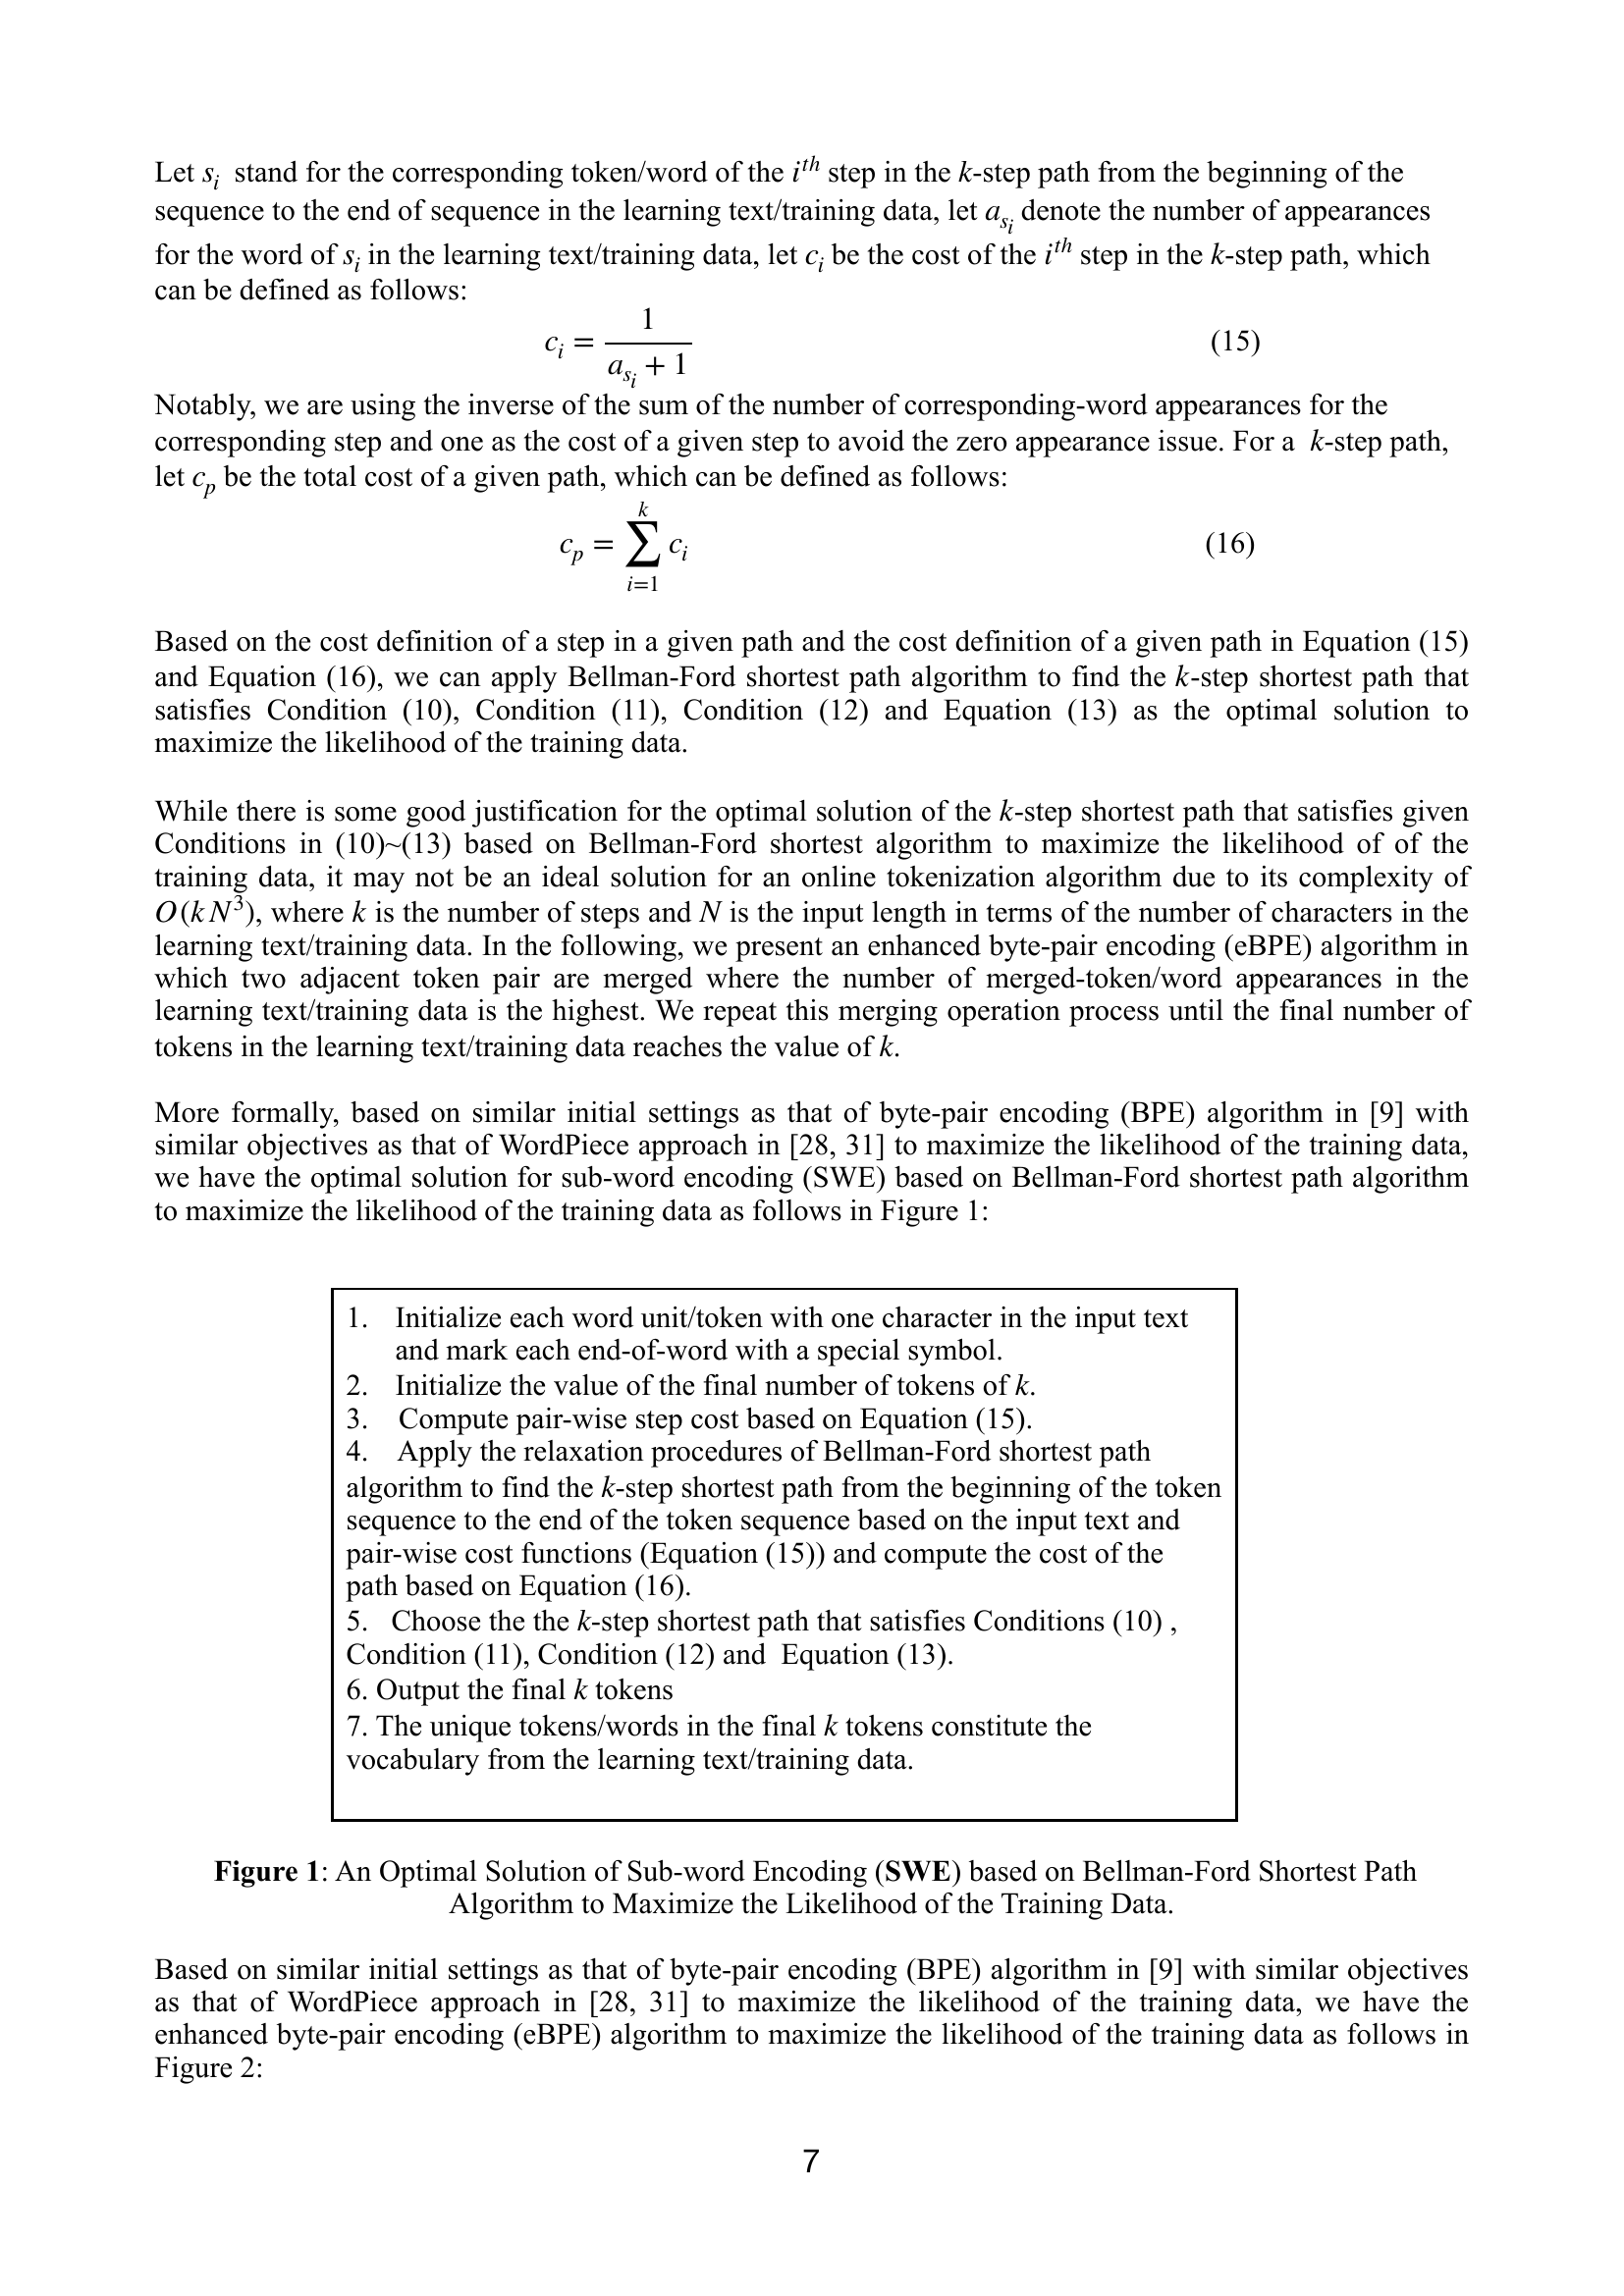 Let s_i stand for the corresponding token/word of the i^th step in the k-step path from the beginning of the
sequence to the end of sequence in the learning text/training data, let a_{s_i} denote the number of appearances
for the word of s_i in the learning text/training data, let c_i be the cost of the i^th step in the k-step path, which
can be defined as follows:
c_i = 1 / (a_{s_i} + 1) (15)
Notably, we are using the inverse of the sum of the number of corresponding-word appearances for the
corresponding step and one as the cost of a given step to avoid the zero appearance issue. For a k-step path,
let c_p be the total cost of a given path, which can be defined as follows:
c_p = ∑_{i=1}^{k} c_i (16)
Based on the cost definition of a step in a given path and the cost definition of a given path in Equation (15)
and Equation (16), we can apply Bellman-Ford shortest path algorithm to find the k-step shortest path that
satisfies Condition (10), Condition (11), Condition (12) and Equation (13) as the optimal solution to
maximize the likelihood of the training data.
While there is some good justification for the optimal solution of the k-step shortest path that satisfies given
Conditions in (10)~(13) based on Bellman-Ford shortest algorithm to maximize the likelihood of of the
training data, it may not be an ideal solution for an online tokenization algorithm due to its complexity of
O(kN^3), where k is the number of steps and N is the input length in terms of the number of characters in the
learning text/training data. In the following, we present an enhanced byte-pair encoding (eBPE) algorithm in
which two adjacent token pair are merged where the number of merged-token/word appearances in the
learning text/training data is the highest. We repeat this merging operation process until the final number of
tokens in the learning text/training data reaches the value of k.
More formally, based on similar initial settings as that of byte-pair encoding (BPE) algorithm in [9] with
similar objectives as that of WordPiece approach in [28, 31] to maximize the likelihood of the training data,
we have the optimal solution for sub-word encoding (SWE) based on Bellman-Ford shortest path algorithm
to maximize the likelihood of the training data as follows in Figure 1:
1. Initialize each word unit/token with one character in the input text
and mark each end-of-word with a special symbol.
2. Initialize the value of the final number of tokens of k.
3. Compute pair-wise step cost based on Equation (15).
4. Apply the relaxation procedures of Bellman-Ford shortest path
algorithm to find the k-step shortest path from the beginning of the token
sequence to the end of the token sequence based on the input text and
pair-wise cost functions (Equation (15)) and compute the cost of the
path based on Equation (16).
5. Choose the the k-step shortest path that satisfies Conditions (10) ,
Condition (11), Condition (12) and Equation (13).
6. Output the final k tokens
7. The unique tokens/words in the final k tokens constitute the
vocabulary from the learning text/training data.
Figure 1: An Optimal Solution of Sub-word Encoding (SWE) based on Bellman-Ford Shortest Path
Algorithm to Maximize the Likelihood of the Training Data.
Based on similar initial settings as that of byte-pair encoding (BPE) algorithm in [9] with similar objectives
as that of WordPiece approach in [28, 31] to maximize the likelihood of the training data, we have the
enhanced byte-pair encoding (eBPE) algorithm to maximize the likelihood of the training data as follows in
Figure 2:
7